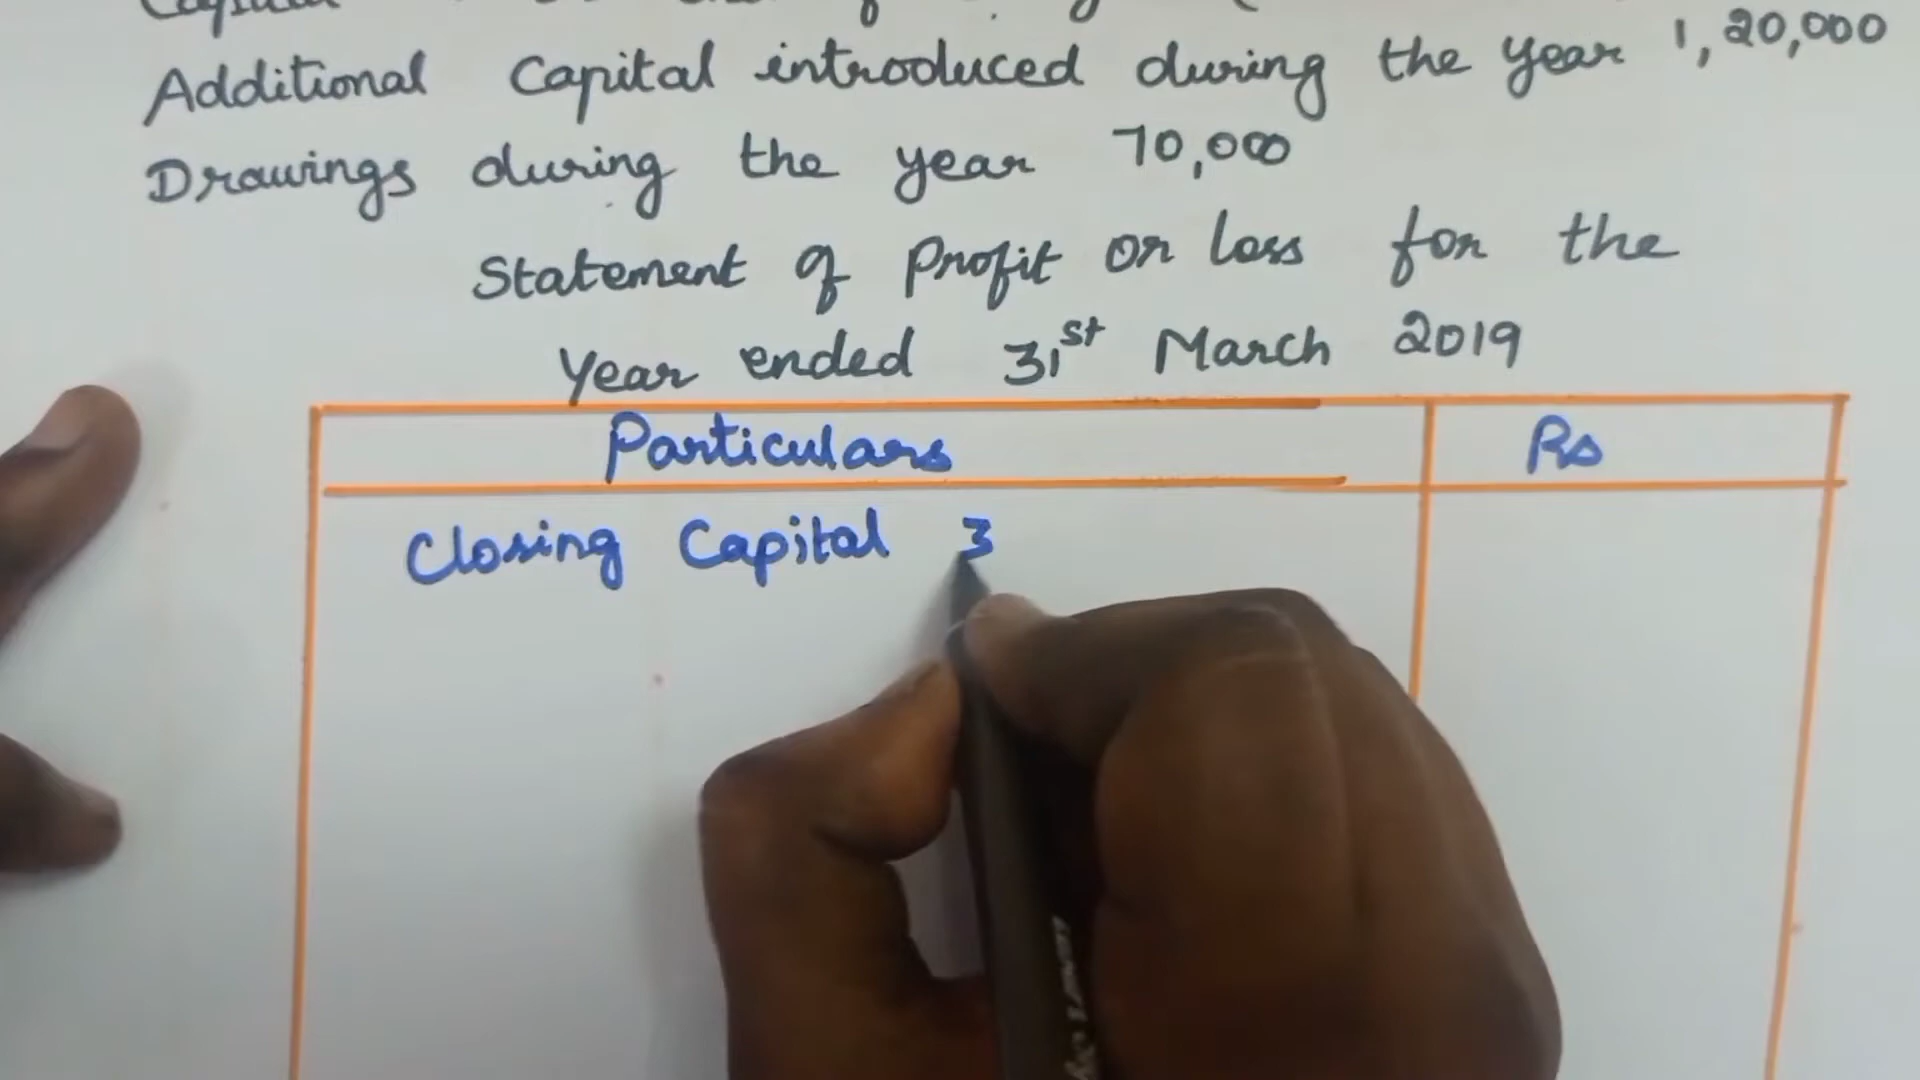 Capital
Additional Capital introduced during the year 1,20,000
Drawings during the year 70,000
Statement of Profit or loss for the
Year ended 31st March 2019
Particulars Rs
Closing Capital 3